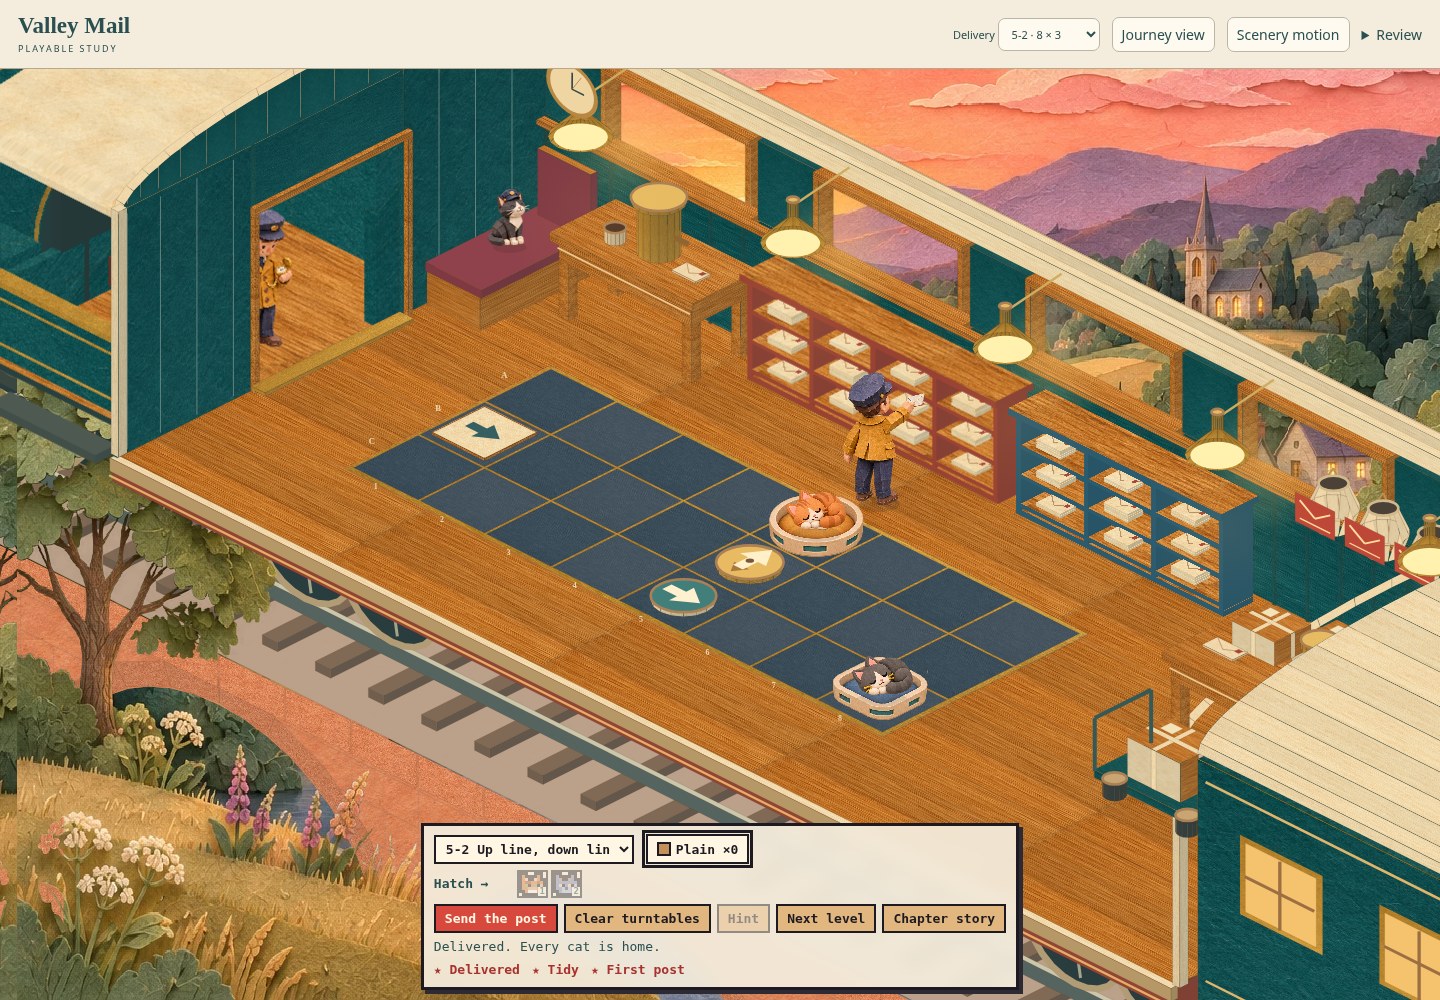 Valley Mail
PLAYABLE STUDY
Delivery 5-2 · 8 × 3 Journey view Scenery motion ▶ Review
A
B
C
1
2
3
4
5
6
7
8
5-2 Up line, down lin Plain ×0
Hatch → 1 2
Send the post Clear turntables Hint Next level Chapter story
Delivered. Every cat is home.
★ Delivered ★ Tidy ★ First post